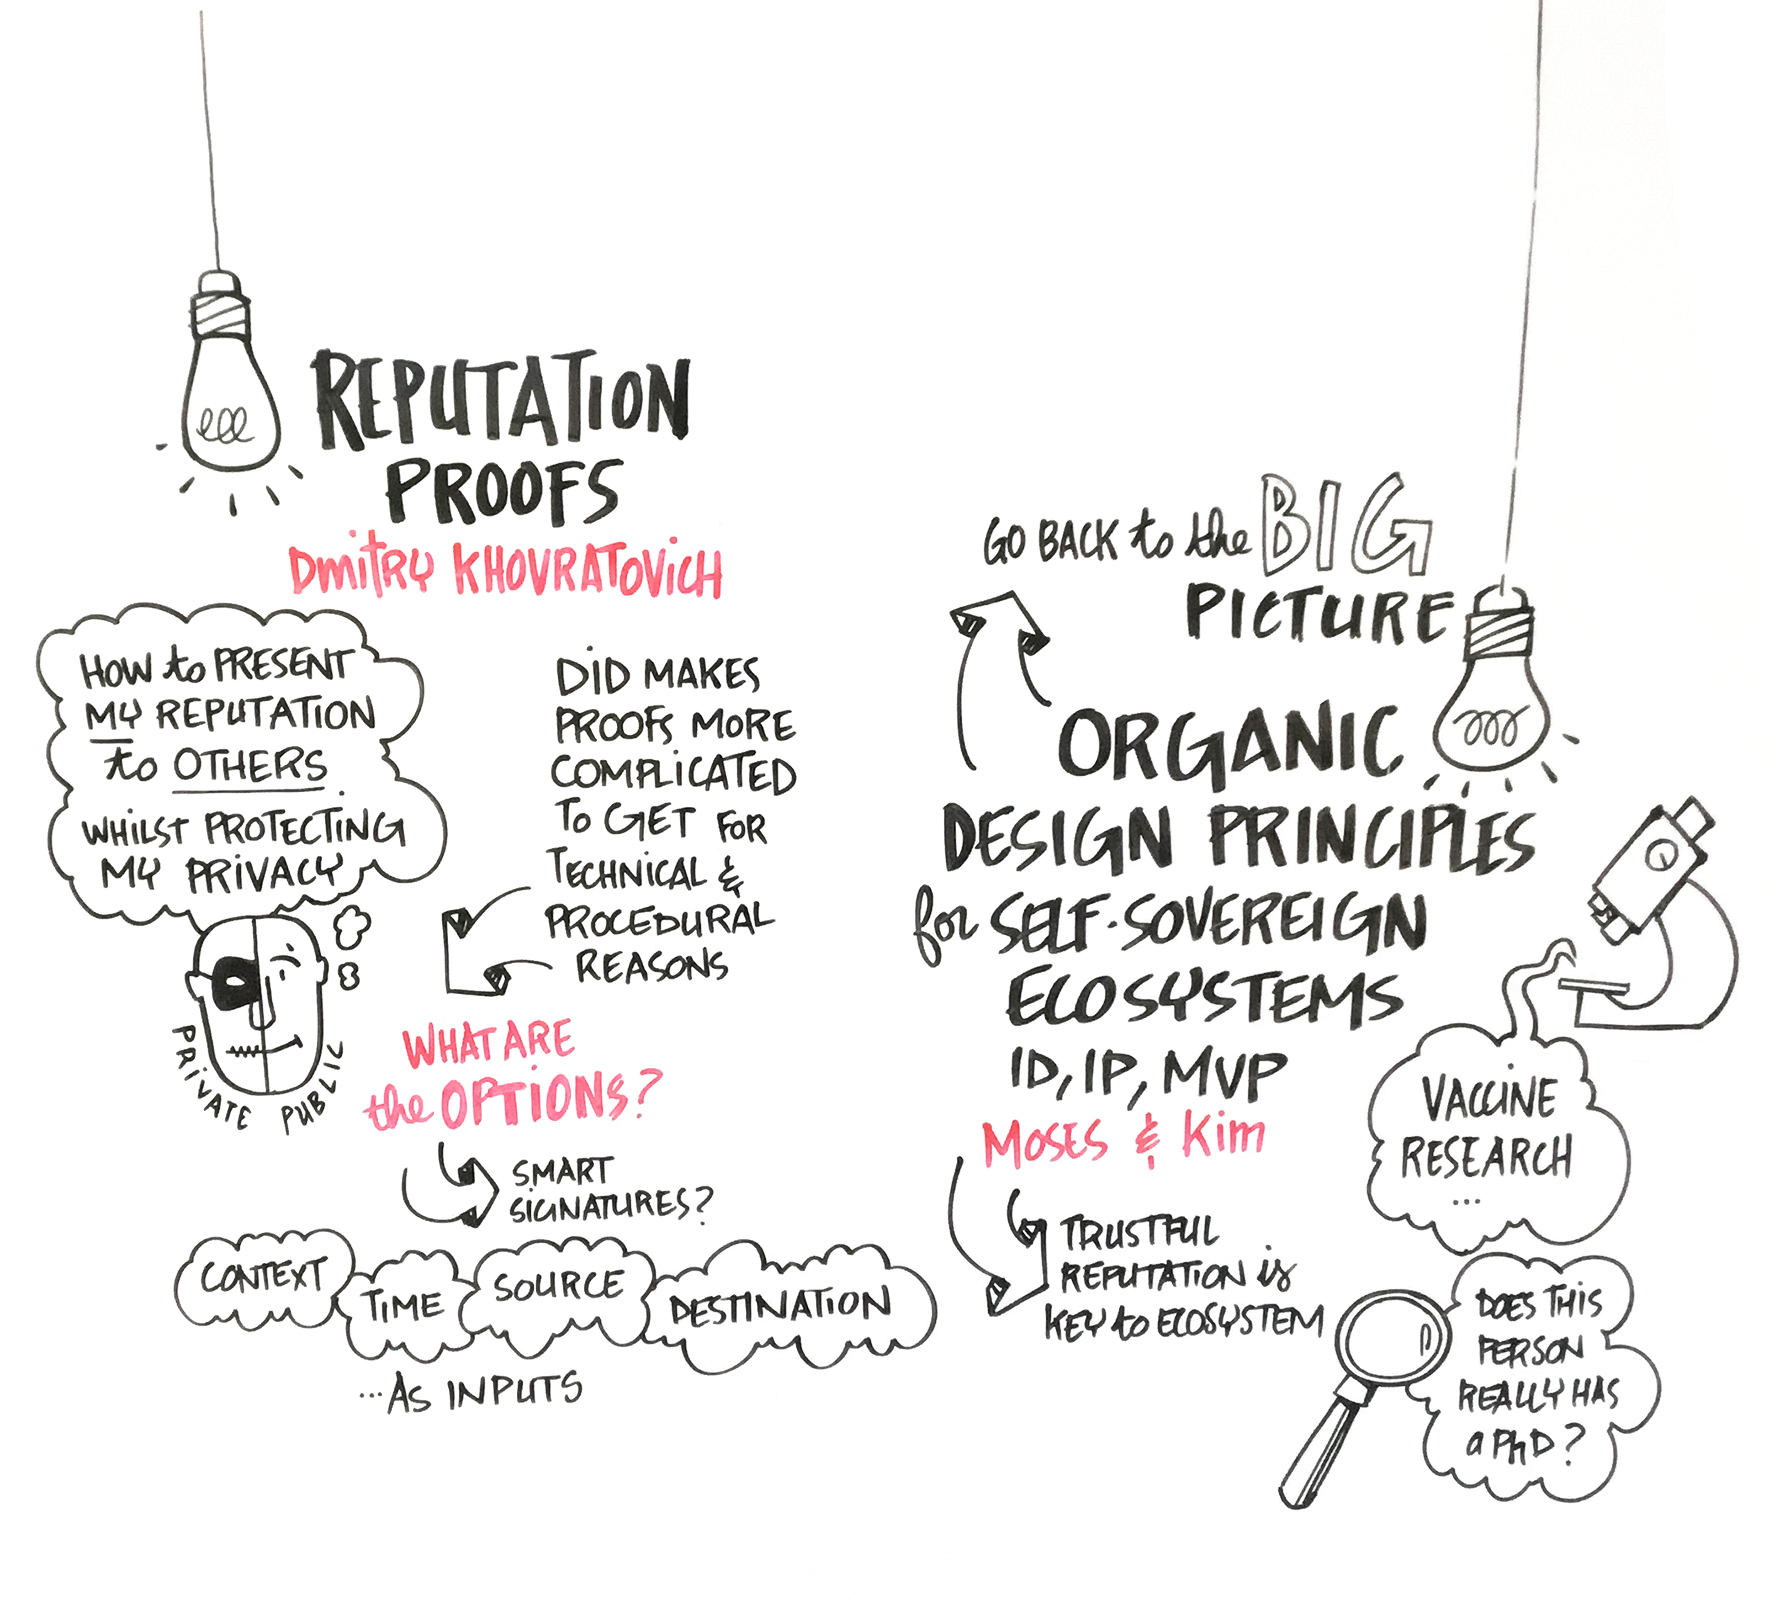 REPUTATION
PROOFS
Dmitry KHOVRATOVICH
HOW to PRESENT
MY REPUTATION
to OTHERS
WHILST PROTECTING
MY PRIVACY
PRIVATE PUBLIC
DID MAKES
PROOFS MORE
COMPLICATED
TO GET FOR
TECHNICAL &
PROCEDURAL
REASONS
WHAT ARE
the OPTIONS?
SMART
SIGNATURES?
CONTEXT
TIME
SOURCE
DESTINATION
...AS INPUTS
GO BACK to the BIG
PICTURE
ORGANIC
DESIGN PRINCIPLES
for SELF-SOVEREIGN
ECOSYSTEMS
ID, IP, MVP
MOSES & Kim
TRUSTFUL
REPUTATION is
KEY to ECOSYSTEM
VACCINE
RESEARCH
...
DOES THIS
PERSON
REALLY HAS
a PhD?